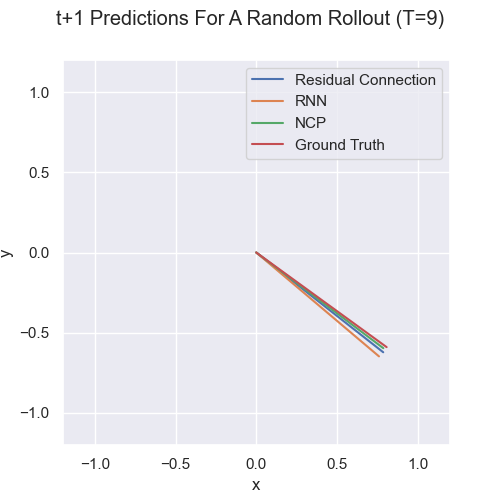 t+1 Predictions For A Random Rollout (T=9)
Residual Connection
RNN
NCP
Ground Truth
1.0
0.5
0.0
−0.5
−1.0
y
−1.0 −0.5 0.0 0.5 1.0
x